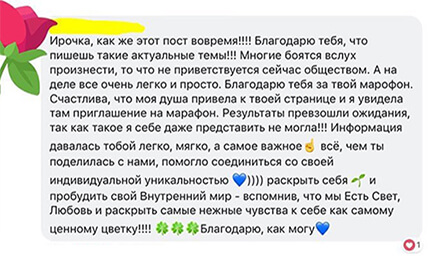 Ирочка, как же этот пост вовремя!!!! Благодарю тебя, что
пишешь такие актуальные темы!!! Многие боятся вслух
произнести, то что не приветствуется сейчас обществом. А на
деле все очень легко и просто. Благодарю тебя за твой марофон.
Счастлива, что моя душа привела к твоей странице и я увидела
там приглашение на марафон. Результаты превзошли ожидания,
так как такое я себе даже представить не могла!!! Информация
давалась тобой легко, мягко, а самое важное☝️ всё, чем ты
поделилась с нами, помогло соединиться со своей
индивидуальной уникальностью 💙)))) раскрыть себя 🌱 и
пробудить свой Внутренний мир - вспомнив, что мы Есть Свет,
Любовь и раскрыть самые нежные чувства к себе как самому
ценному цветку!!!! 🍀🍀🍀Благодарю, как могу💙
1